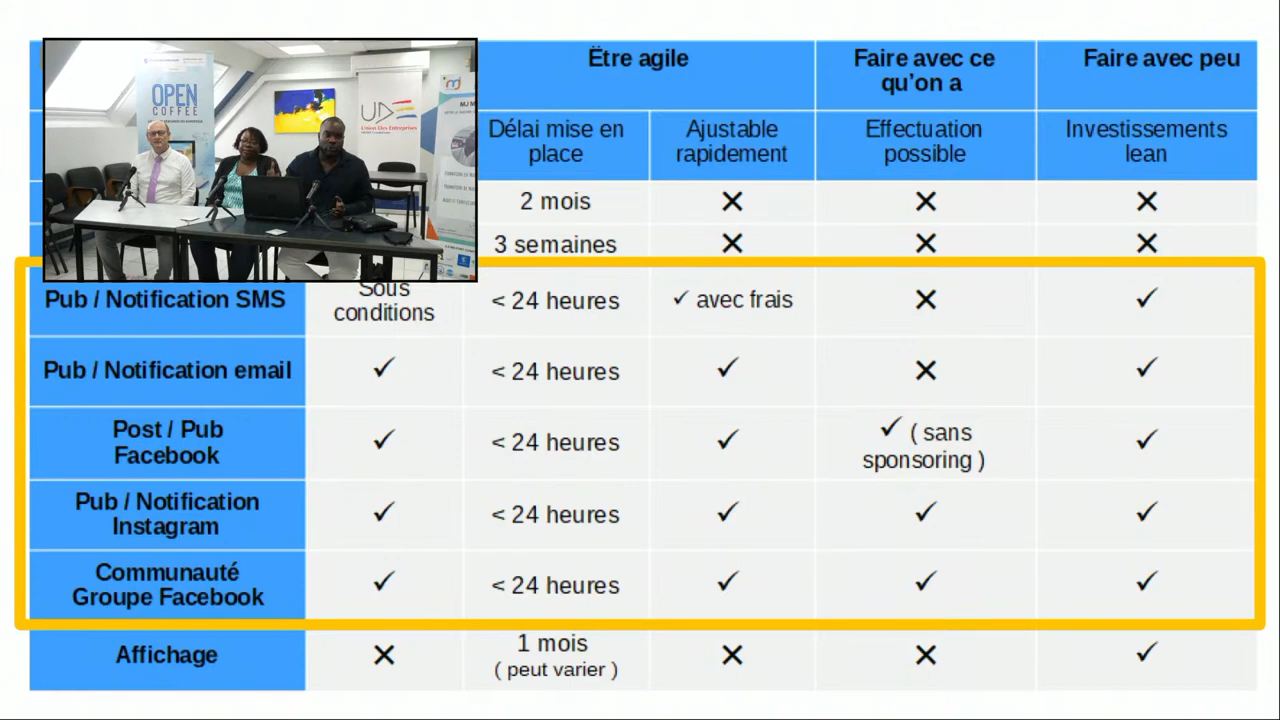 Ëtre agile
Faire avec ce
qu'on a
Faire avec peu
Délai mise en
place
Ajustable
rapidement
Effectuation
possible
Investissements
lean
2 mois ✕ ✕ ✕
3 semaines ✕ ✕ ✕
OPEN
COFFEE
UDE
Union Des Entreprises
mj
Pub / Notification SMS
Sous
conditions
< 24 heures
✓ avec frais
✕
✓
Pub / Notification email ✓ < 24 heures ✓ ✕ ✓
Post / Pub
Facebook
✓
< 24 heures
✓
✓ ( sans
sponsoring )
✓
Pub / Notification
Instagram
✓
< 24 heures
✓
✓
✓
Communauté
Groupe Facebook
✓
< 24 heures
✓
✓
✓
Affichage
✕
1 mois
( peut varier )
✕
✕
✓